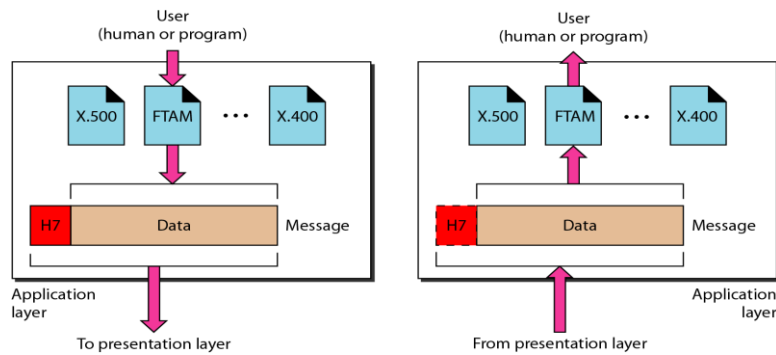 User
(human or program)
X.500
FTAM
...
X.400
H7
Data
Message
Application
layer
To presentation layer
User
(human or program)
X.500
FTAM
...
X.400
H7
Data
Message
Application
layer
From presentation layer